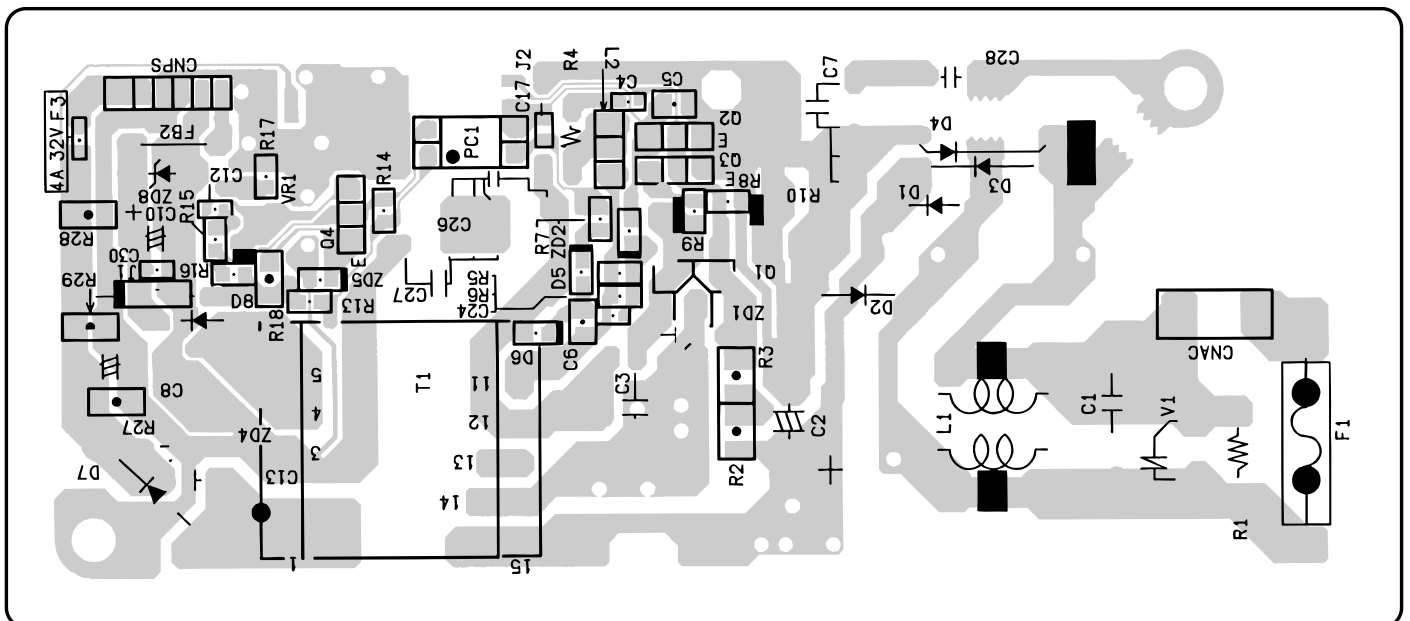 CNPS
J2
R4
L2
C4
C5
C7
C28
4A 32V F3
FB2
R17
C17
PC1
Q2
E
Q3
E
D4
ZD8
C12
VR1
R14
R8
R10
D1
D3
C10
+
R15
R28
C26
R7
ZD2
R9
Q4
E
C30
J1
R16
R29
D8
ZD5
R13
R18
C27
R5
R6
C24
D5
Q1
ZD1
D2
D6
C6
CNAC
R3
5
T1
11
C8
4
12
C3
C2
L1
C1
V1
F1
R27
ZD4
3
13
D7
C13
14
R2
+
R1
1
15